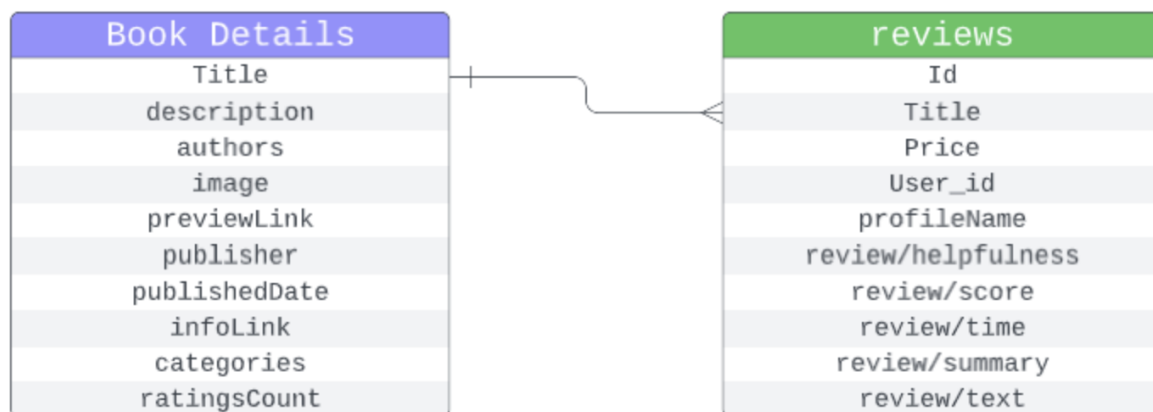 Book Details
Title
description
authors
image
previewLink
publisher
publishedDate
infoLink
categories
ratingsCount
reviews
Id
Title
Price
User_id
profileName
review/helpfulness
review/score
review/time
review/summary
review/text